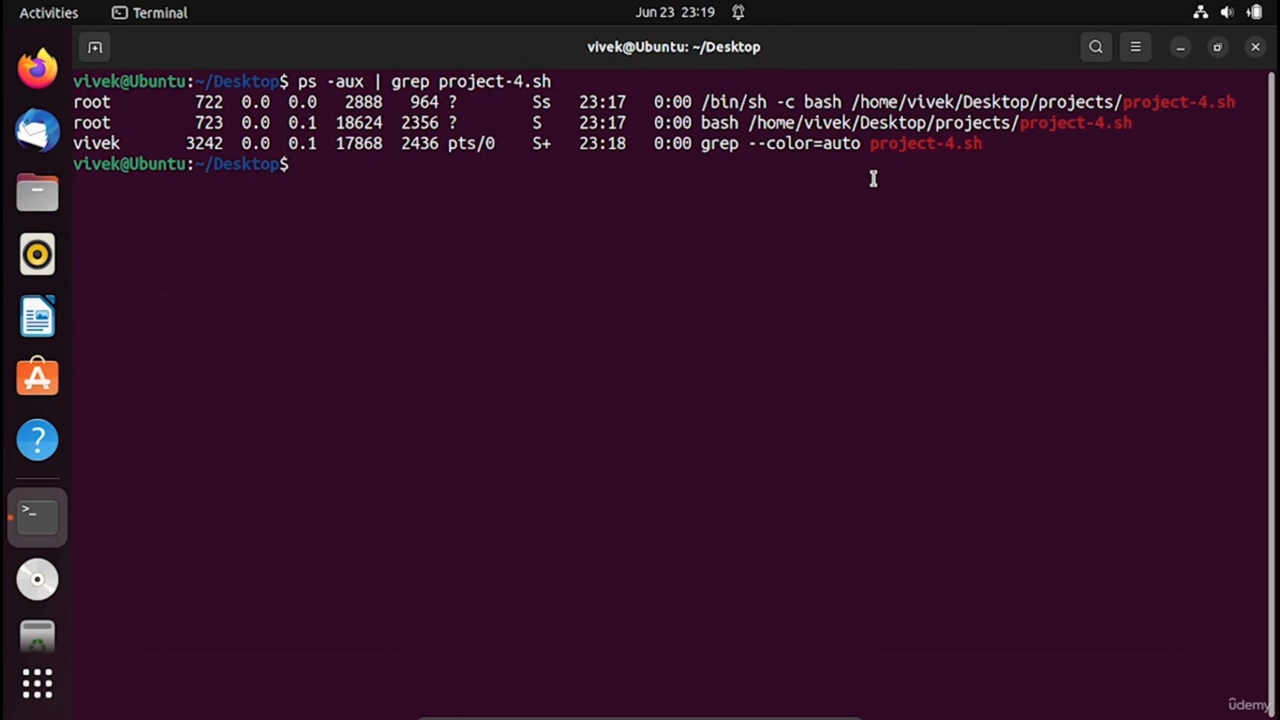 Activities Terminal Jun 23 23:19
vivek@Ubuntu: ~/Desktop
vivek@Ubuntu:~/Desktop$ ps -aux | grep project-4.sh
root 722 0.0 0.0 2888 964 ? Ss 23:17 0:00 /bin/sh -c bash /home/vivek/Desktop/projects/project-4.sh
root 723 0.0 0.1 18624 2356 ? S 23:17 0:00 bash /home/vivek/Desktop/projects/project-4.sh
vivek 3242 0.0 0.1 17868 2436 pts/0 S+ 23:18 0:00 grep --color=auto project-4.sh
vivek@Ubuntu:~/Desktop$
udemy